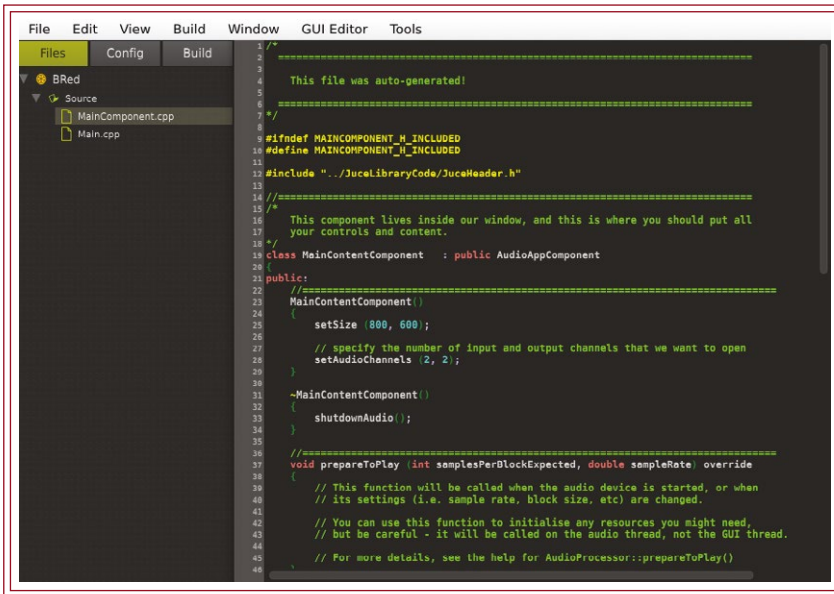 File Edit View Build Window GUI Editor Tools
Files Config Build
BRed
Source
MainComponent.cpp
Main.cpp
1 /*
2 ==============================================================================
3
4 This file was auto-generated!
5
6 ==============================================================================
7 */
8
9 #ifndef MAINCOMPONENT_H_INCLUDED
10 #define MAINCOMPONENT_H_INCLUDED
11
12 #include "../JuceLibraryCode/JuceHeader.h"
13
14 //==============================================================================
15 /*
16 This component lives inside our window, and this is where you should put all
17 your controls and content.
18 */
19 class MainContentComponent : public AudioAppComponent
20 {
21 public:
22 //==============================================================================
23 MainContentComponent()
24 {
25 setSize (800, 600);
26
27 // specify the number of input and output channels that we want to open
28 setAudioChannels (2, 2);
29 }
30
31 ~MainContentComponent()
32 {
33 shutdownAudio();
34 }
35
36 //==============================================================================
37 void prepareToPlay (int samplesPerBlockExpected, double sampleRate) override
38 {
39 // This function will be called when the audio device is started, or when
40 // its settings (i.e. sample rate, block size, etc) are changed.
41
42 // You can use this function to initialise any resources you might need,
43 // but be careful - it will be called on the audio thread, not the GUI thread.
44
45 // For more details, see the help for AudioProcessor::prepareToPlay()
46 }